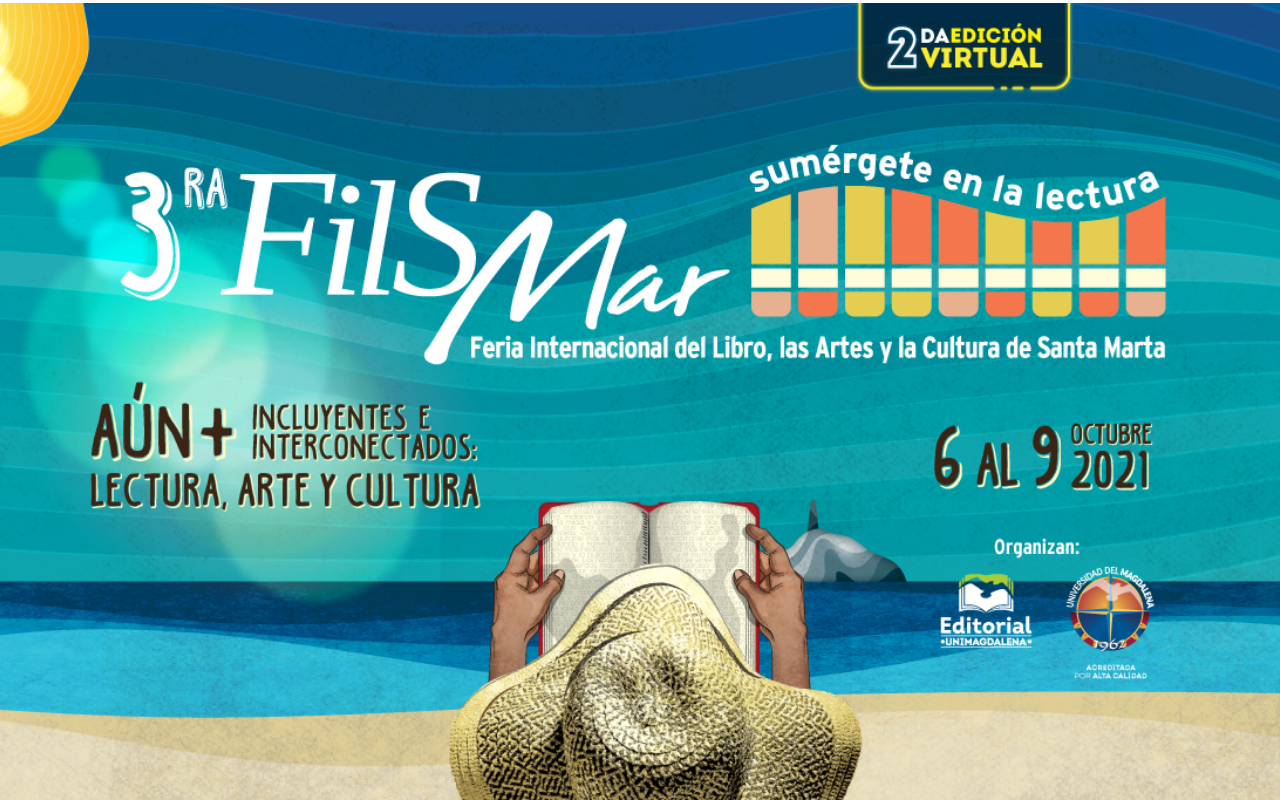 2DA EDICIÓN
VIRTUAL
3RA FilSMar
sumérgete en la lectura
Feria Internacional del Libro, las Artes y la Cultura de Santa Marta
AÚN + INCLUYENTES E
INTERCONECTADOS:
LECTURA, ARTE Y CULTURA
6 AL 9 OCTUBRE
2021
Organizan:
Editorial
•UNIMAGDALENA•
UNIVERSIDAD DEL MAGDALENA
1962
ACREDITADA
POR ALTA CALIDAD